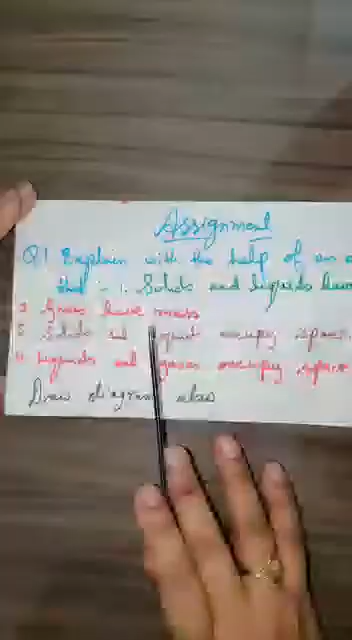 Assignment
Q1 Explain with the help of an
that :- 1. Solids and liquids
2 Gases have mass
3 Solids and liquids occupy space.
4 Liquids and gases occupy space
Draw diagram also